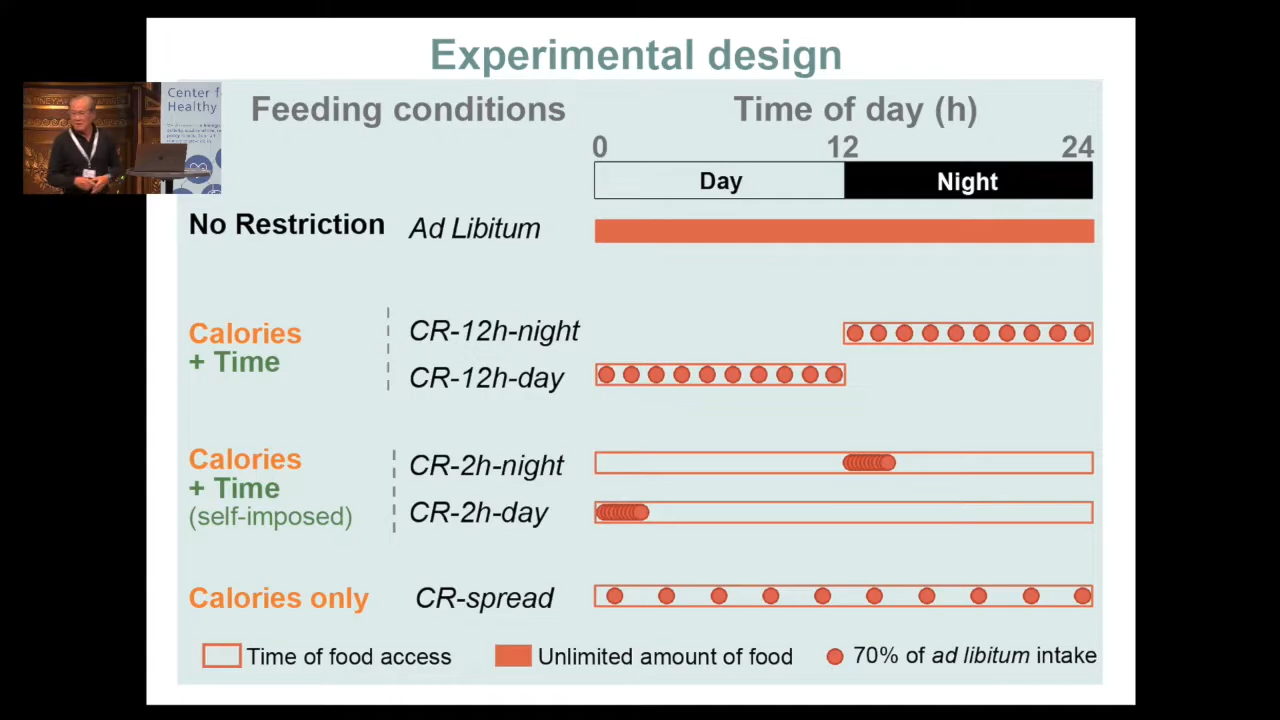 Experimental design
Center f
Healthy
Feeding conditions
Time of day (h)
0 12 24
Day Night
No Restriction Ad Libitum
Calories
+ Time
CR-12h-night
CR-12h-day
Calories
+ Time
(self-imposed)
CR-2h-night
CR-2h-day
Calories only CR-spread
Time of food access Unlimited amount of food 70% of ad libitum intake